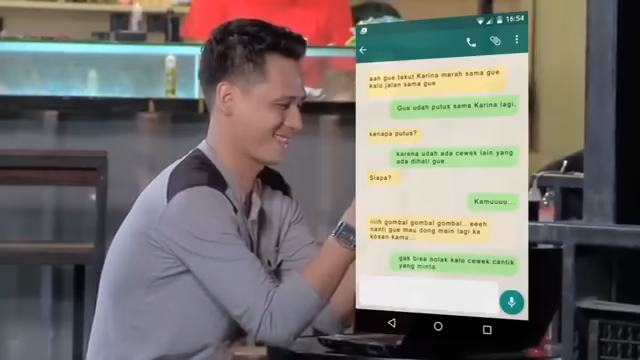 16:54
aah gue takut Karina marah sama gue
kalo jalan sama gue
Gue udah putus sama Karina lagi.
kenapa putus?
karena udah ada cewek lain yang
ada dihati gue
Siapa?
Kamuuuu...
iiiih gombal gombal gombal.. eeeh
nanti gue mau dong main lagi ka
kosan kamu...
gak bisa nolak kalo cewek cantik
yang minta